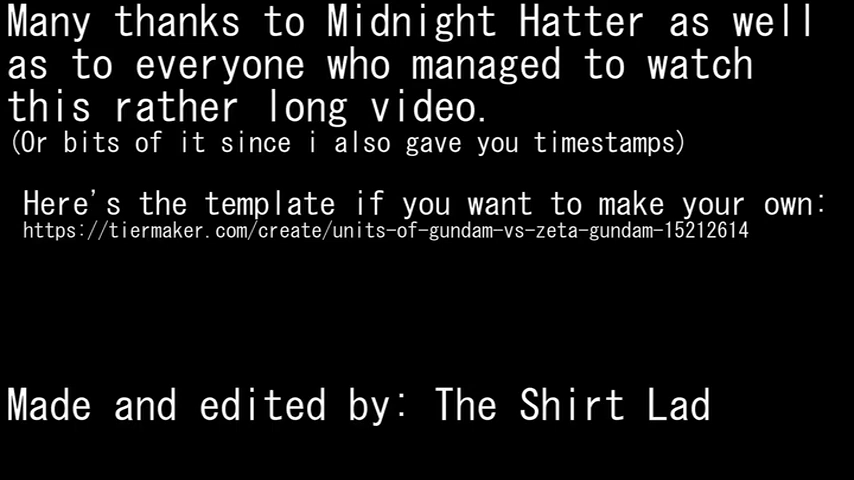 Many thanks to Midnight Hatter as well
as to everyone who managed to watch
this rather long video.
(Or bits of it since i also gave you timestamps)
Here's the template if you want to make your own:
https://tiermaker.com/create/units-of-gundam-vs-zeta-gundam-15212614
Made and edited by: The Shirt Lad